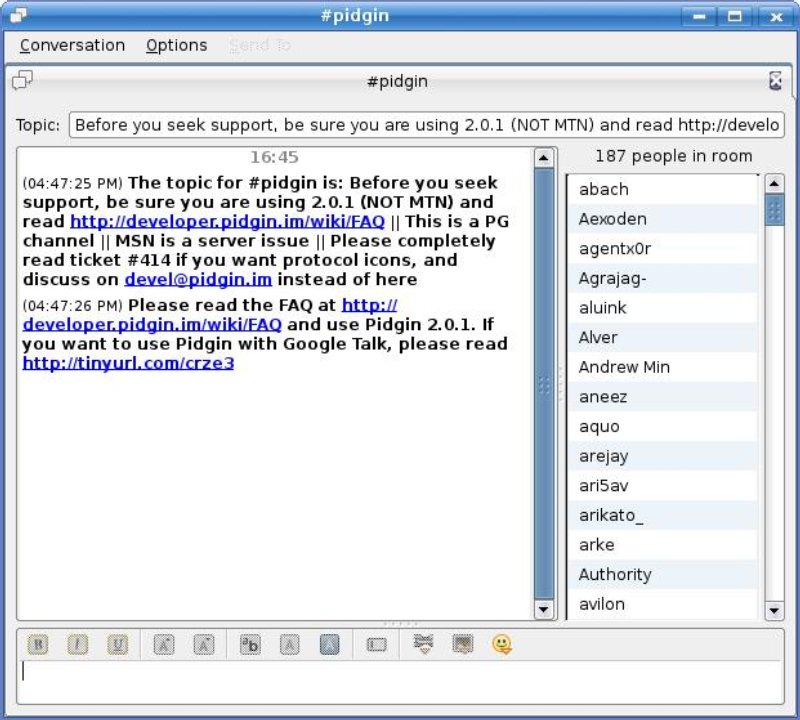 #pidgin
Conversation Options Send To
#pidgin
Topic: Before you seek support, be sure you are using 2.0.1 (NOT MTN) and read http://develo
16:45
(04:47:25 PM) The topic for #pidgin is: Before you seek
support, be sure you are using 2.0.1 (NOT MTN) and
read http://developer.pidgin.im/wiki/FAQ || This is a PG
channel || MSN is a server issue || Please completely
read ticket #414 if you want protocol icons, and
discuss on devel@pidgin.im instead of here
(04:47:26 PM) Please read the FAQ at http://
developer.pidgin.im/wiki/FAQ and use Pidgin 2.0.1. If
you want to use Pidgin with Google Talk, please read
http://tinyurl.com/crze3
187 people in room
abach
Aexoden
agentx0r
Agrajag-
aluink
Alver
Andrew Min
aneez
aquo
arejay
ari5av
arikato_
arke
Authority
avilon
B I U A A ab A A